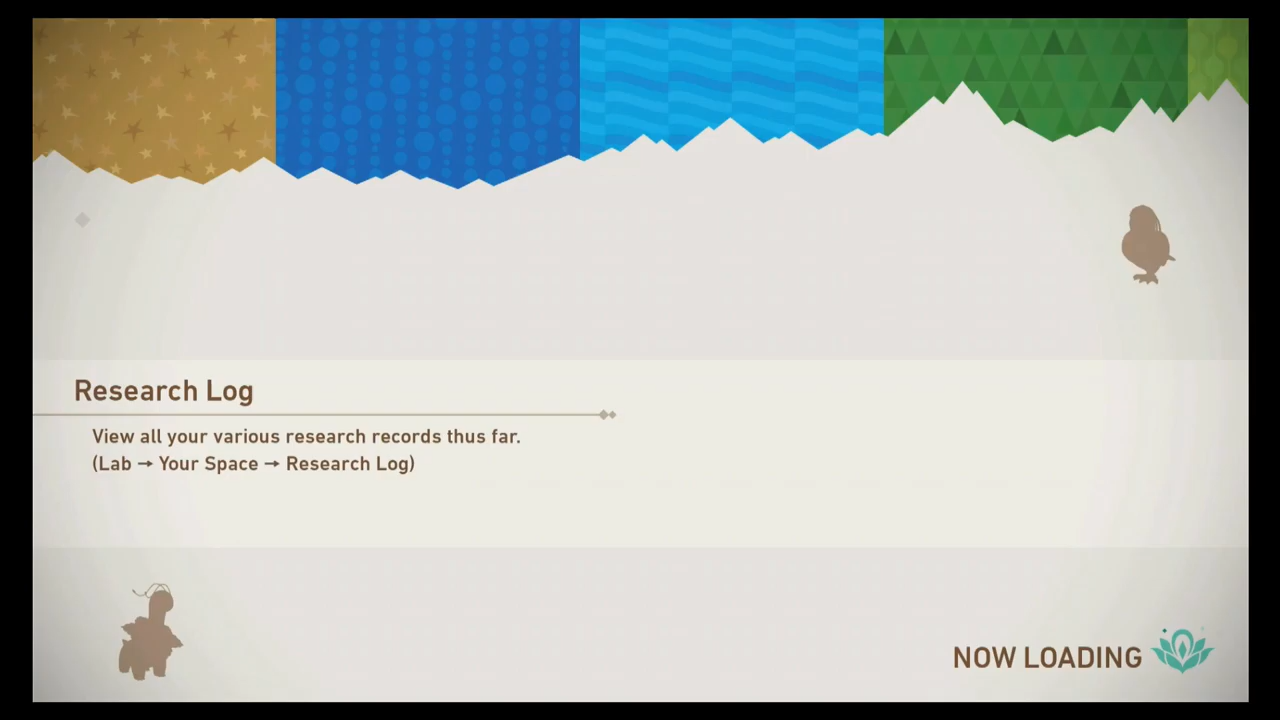 Research Log
View all your various research records thus far.
(Lab → Your Space → Research Log)
NOW LOADING